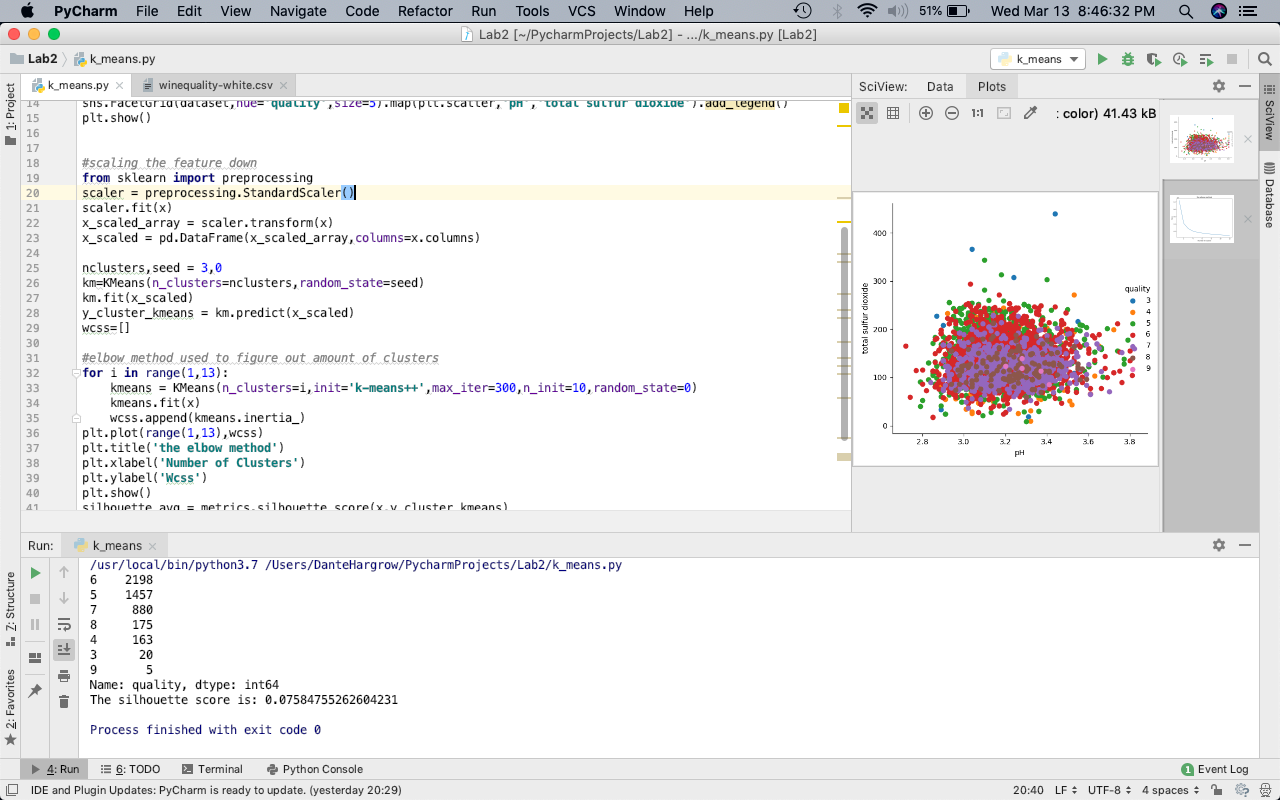 PyCharm File Edit View Navigate Code Refactor Run Tools VCS Window Help 51% Wed Mar 13 8:46:32 PM
Lab2 [~/PycharmProjects/Lab2] - .../k_means.py [Lab2]
Lab2 k_means.py k_means
k_means.py winequality-white.csv
SciView: Data Plots
1: Project
1:1 : color) 41.43 kB
SciView
Database
14 sns.FacetGrid(dataset,hue='quality',size=5).map(plt.scatter,'pH','total sulfur dioxide').add_legend()
15 plt.show()
16
17
18 #scaling the feature down
19 from sklearn import preprocessing
20 scaler = preprocessing.StandardScaler()
21 scaler.fit(x)
22 x_scaled_array = scaler.transform(x)
23 x_scaled = pd.DataFrame(x_scaled_array,columns=x.columns)
24
25 nclusters,seed = 3,0
26 km=KMeans(n_clusters=nclusters,random_state=seed)
27 km.fit(x_scaled)
28 y_cluster_kmeans = km.predict(x_scaled)
29 wcss=[]
30
31 #elbow method used to figure out amount of clusters
32 for i in range(1,13):
33 kmeans = KMeans(n_clusters=i,init='k-means++',max_iter=300,n_init=10,random_state=0)
34 kmeans.fit(x)
35 wcss.append(kmeans.inertia_)
36 plt.plot(range(1,13),wcss)
37 plt.title('the elbow method')
38 plt.xlabel('Number of Clusters')
39 plt.ylabel('Wcss')
40 plt.show()
41 silhouette_avg = metrics.silhouette_score(x,y_cluster_kmeans)
total sulfur dioxide
400
300
200
100
0
2.8 3.0 3.2 3.4 3.6 3.8
pH
quality
3
4
5
6
7
8
9
Run: k_means
/usr/local/bin/python3.7 /Users/DanteHargrow/PycharmProjects/Lab2/k_means.py
6 2198
5 1457
7 880
8 175
4 163
3 20
9 5
Name: quality, dtype: int64
The silhouette score is: 0.07584755262604231
Process finished with exit code 0
Z: Structure
2: Favorites
4: Run 6: TODO Terminal Python Console 1 Event Log
IDE and Plugin Updates: PyCharm is ready to update. (yesterday 20:29) 20:40 LF UTF-8 4 spaces